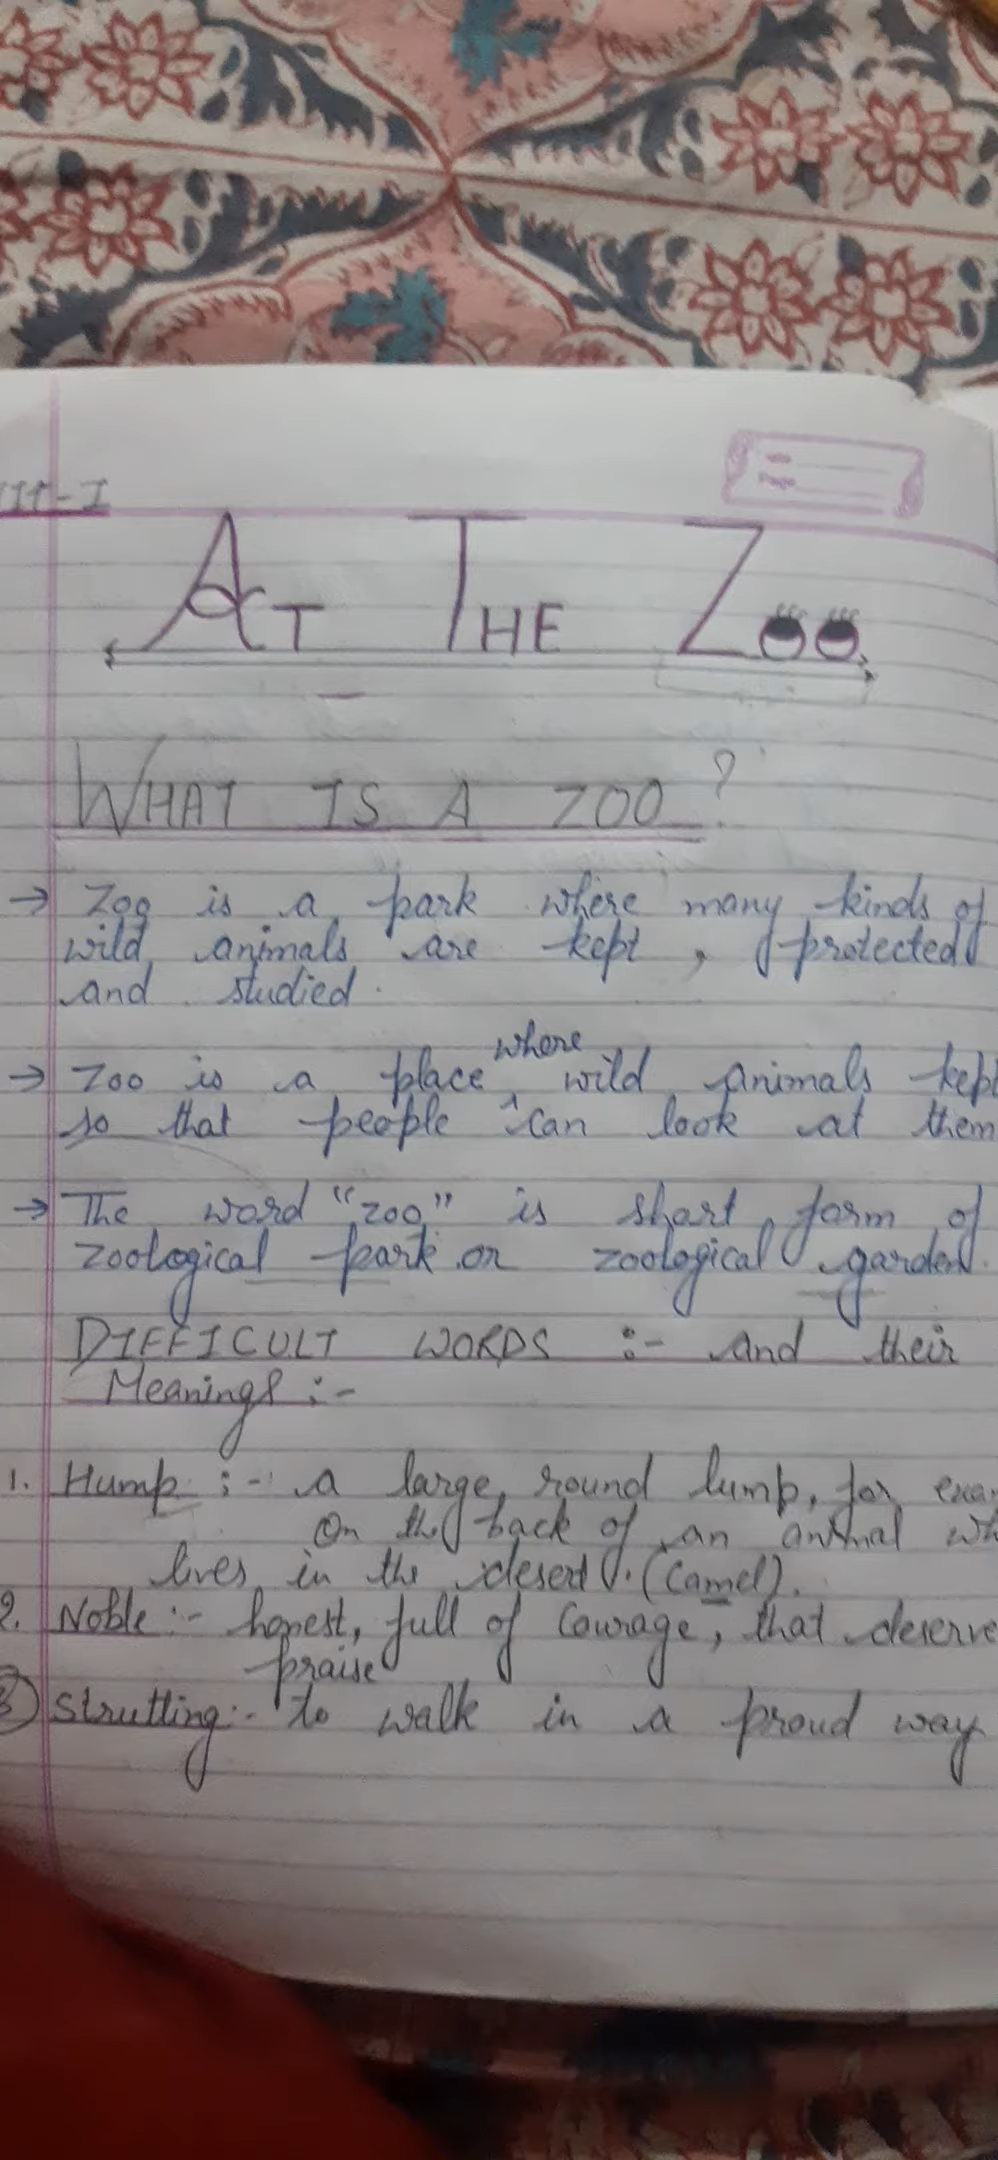 AT THE ZOO
WHAT IS A ZOO?
→ Zoo is a park where many kinds of
wild animals are kept, protected
and studied.
→ Zoo is a place where wild animals kept
so that people can look at them
→ The word "zoo" is short form of
zoological park or zoological garden.
DIFFICULT WORDS :- and their
Meanings :-
1. Hump :- a large, round lump, for
On the back of an animal
lives in the desert. (Camel).
2. Noble :- honest, full of Courage, that deserve
praise
3) Strutting :- to walk in a proud way